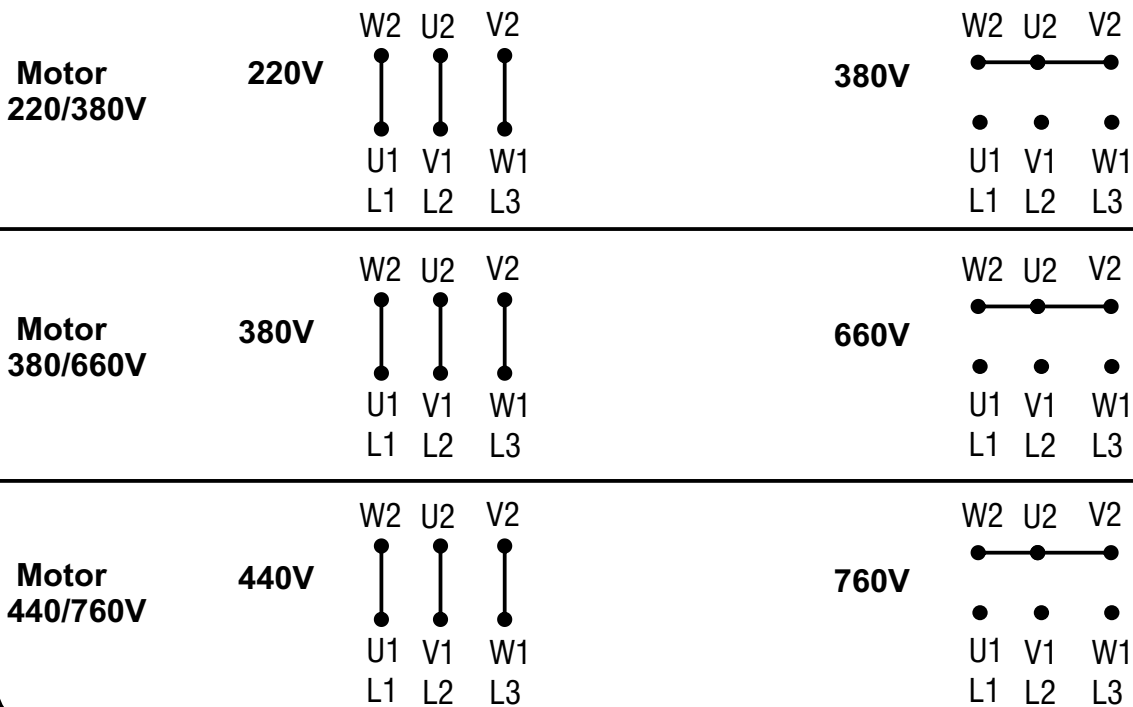 W2 U2 V2
Motor 220V
220/380V
U1 V1 W1
L1 L2 L3
W2 U2 V2
380V
U1 V1 W1
L1 L2 L3
W2 U2 V2
Motor 380V
380/660V
U1 V1 W1
L1 L2 L3
W2 U2 V2
660V
U1 V1 W1
L1 L2 L3
W2 U2 V2
Motor 440V
440/760V
U1 V1 W1
L1 L2 L3
W2 U2 V2
760V
U1 V1 W1
L1 L2 L3